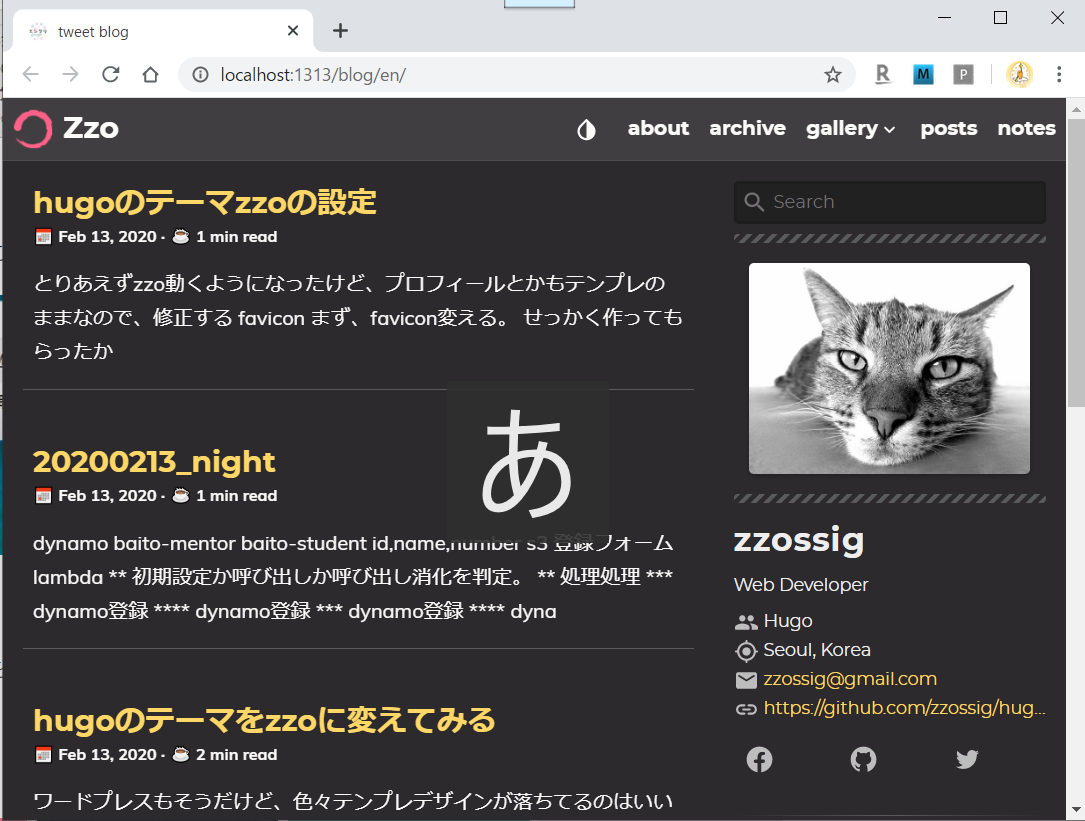 tweet blog
localhost:1313/blog/en/
R
M
P
Zzo
about archive gallery posts notes
hugoのテーマzzoの設定
Feb 13, 2020 · 1 min read
とりあえずzzo動くようになったけど、プロフィールとかもテンプレの
ままなので、修正する favicon まず、favicon変える。 せっかく作っても
らったか
20200213_night
Feb 13, 2020 · 1 min read
あ
dynamo baito-mentor baito-student id,name,number s3 登録フォーム
lambda ** 初期設定か呼び出しか呼び出し消化を判定。 ** 処理処理 ***
dynamo登録 **** dynamo登録 *** dynamo登録 **** dyna
hugoのテーマをzzoに変えてみる
Feb 13, 2020 · 2 min read
ワードプレスもそうだけど、色々テンプレデザインが落ちてるのはいい
Search
zzossig
Web Developer
Hugo
Seoul, Korea
zzossig@gmail.com
https://github.com/zzossig/hug...